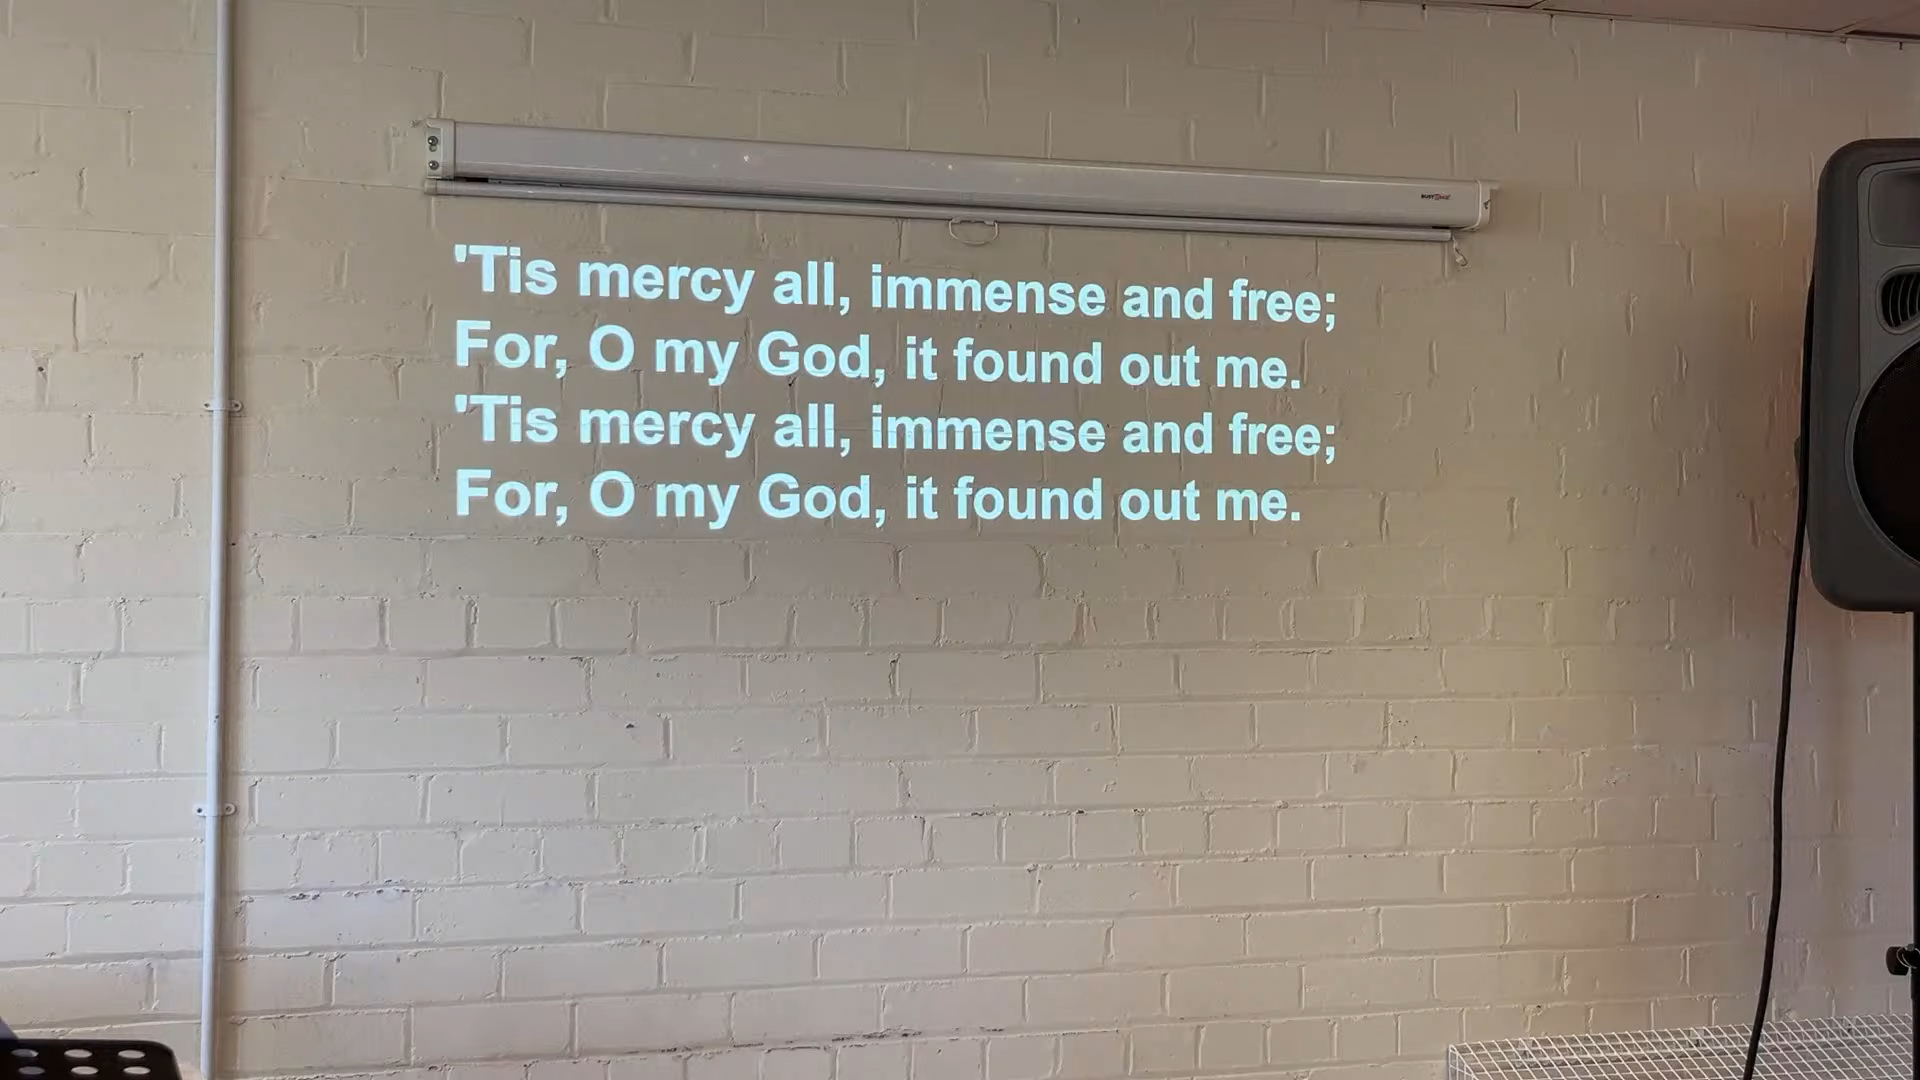 'Tis mercy all, immense and free;
For, O my God, it found out me.
'Tis mercy all, immense and free;
For, O my God, it found out me.